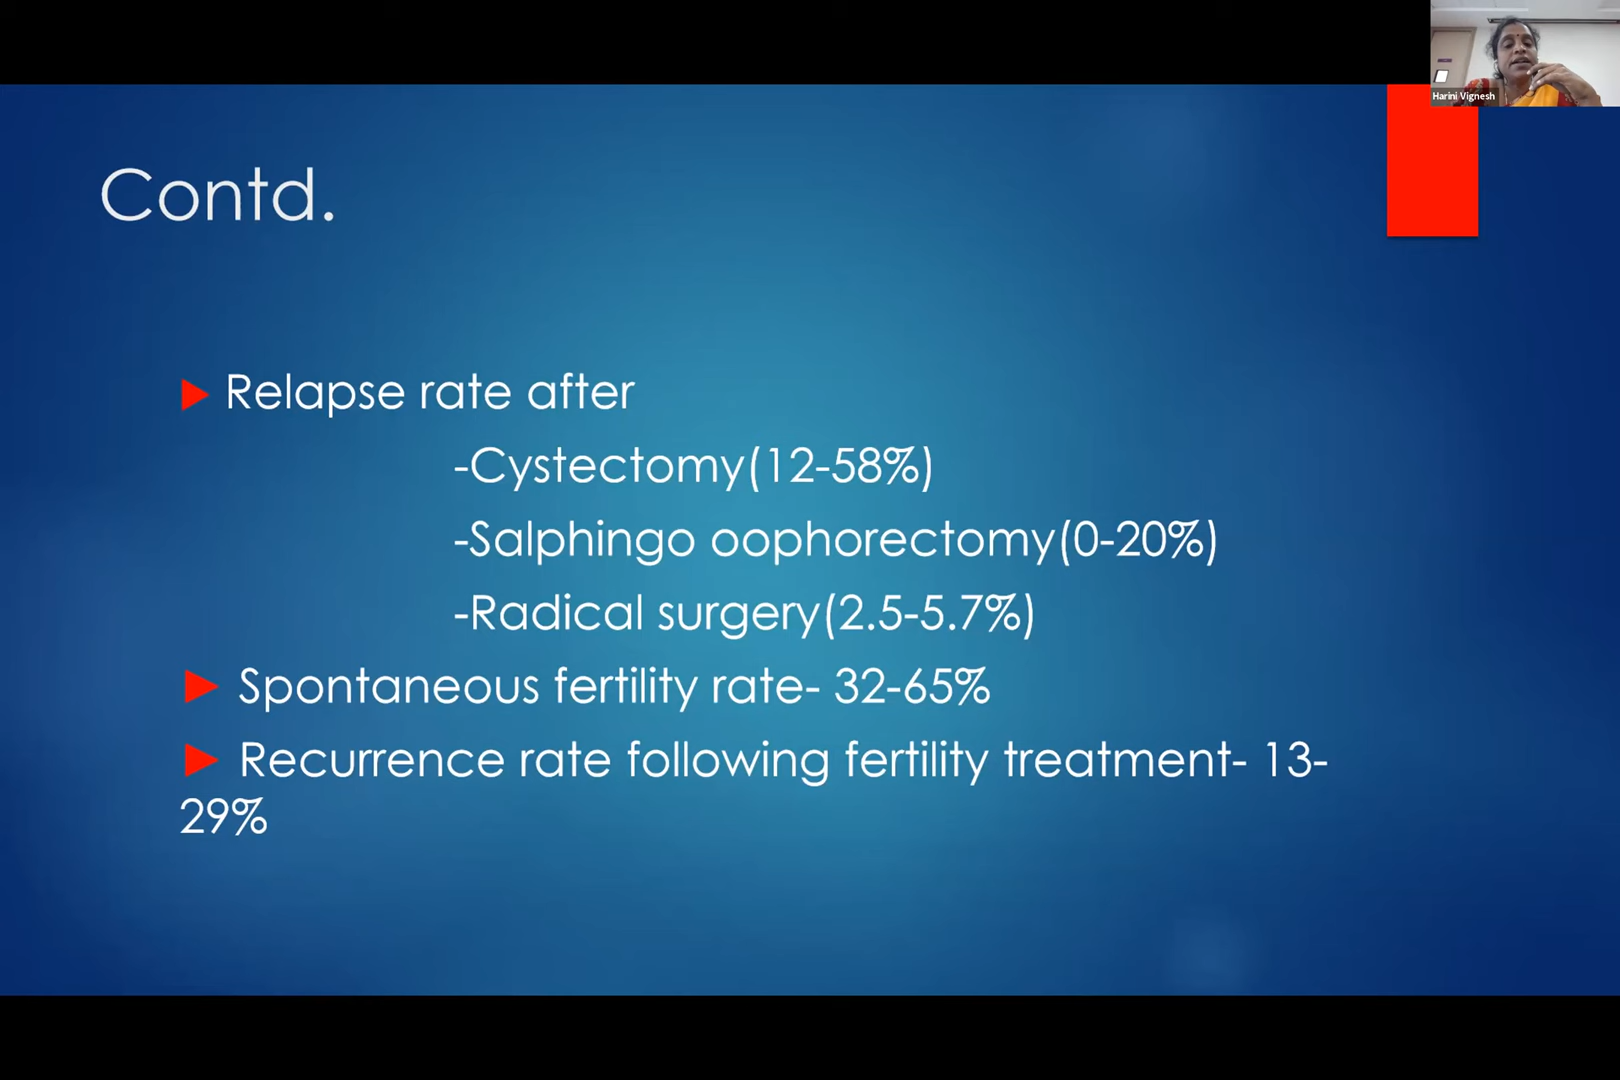 Harini Vignesh
Contd.
Relapse rate after
-Cystectomy(12-58%)
-Salphingo oophorectomy(0-20%)
-Radical surgery(2.5-5.7%)
Spontaneous fertility rate- 32-65%
Recurrence rate following fertility treatment- 13-
29%